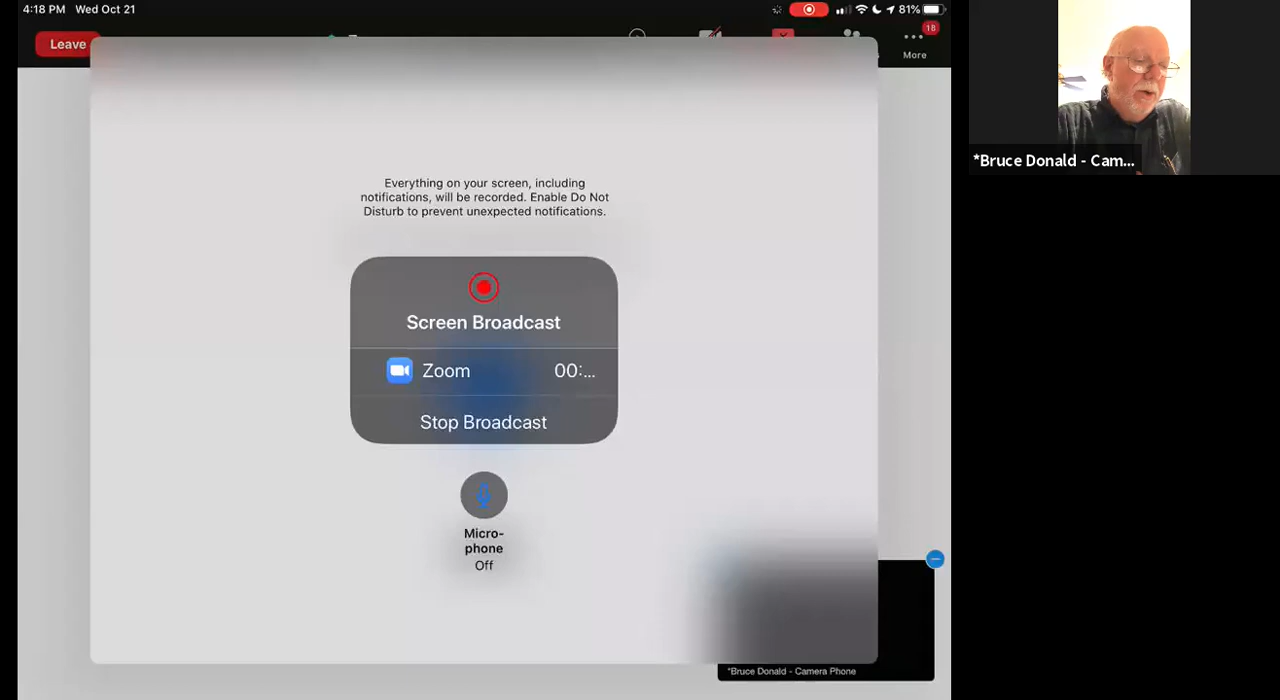 4:18 PM Wed Oct 21
81%
Leave
18
More
Everything on your screen, including
notifications, will be recorded. Enable Do Not
Disturb to prevent unexpected notifications.
Screen Broadcast
Zoom 00:...
Stop Broadcast
Micro-
phone
Off
*Bruce Donald - Camera Phone
*Bruce Donald - Cam...